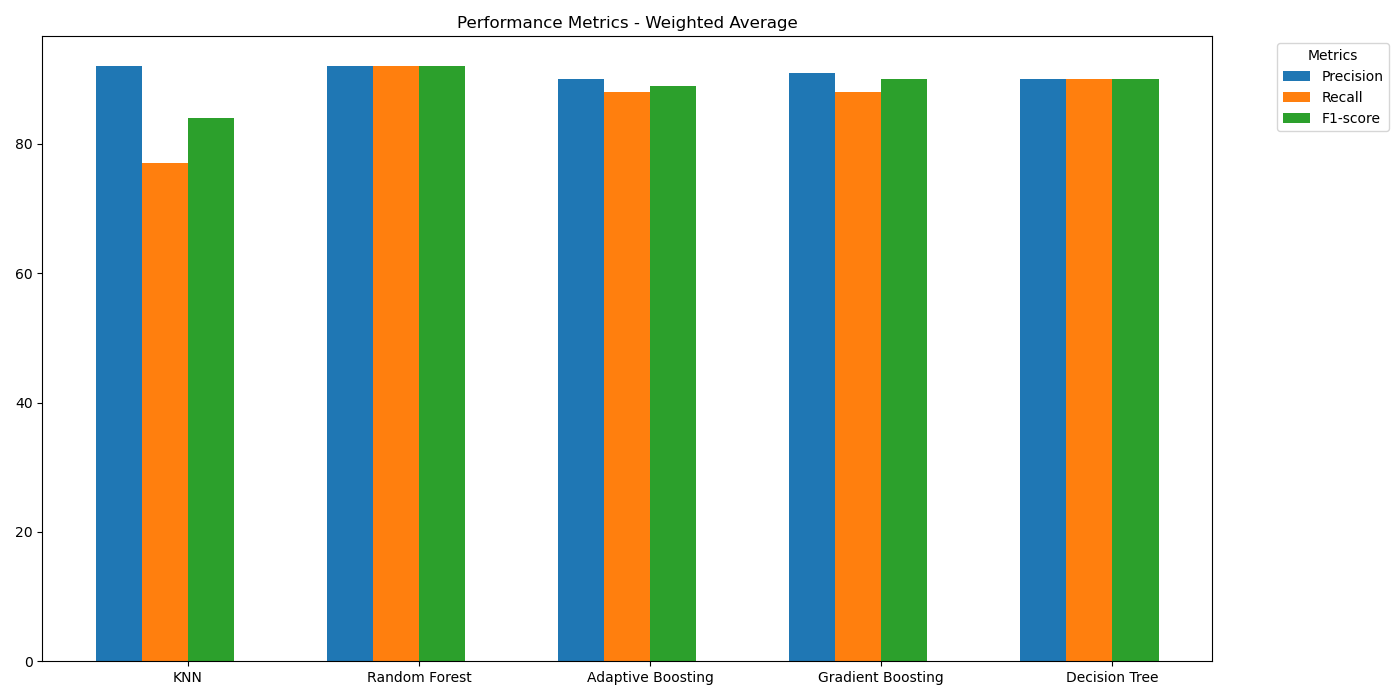 Performance Metrics - Weighted Average
Metrics
Precision
Recall
F1-score
80
60
40
20
0
KNN Random Forest Adaptive Boosting Gradient Boosting Decision Tree